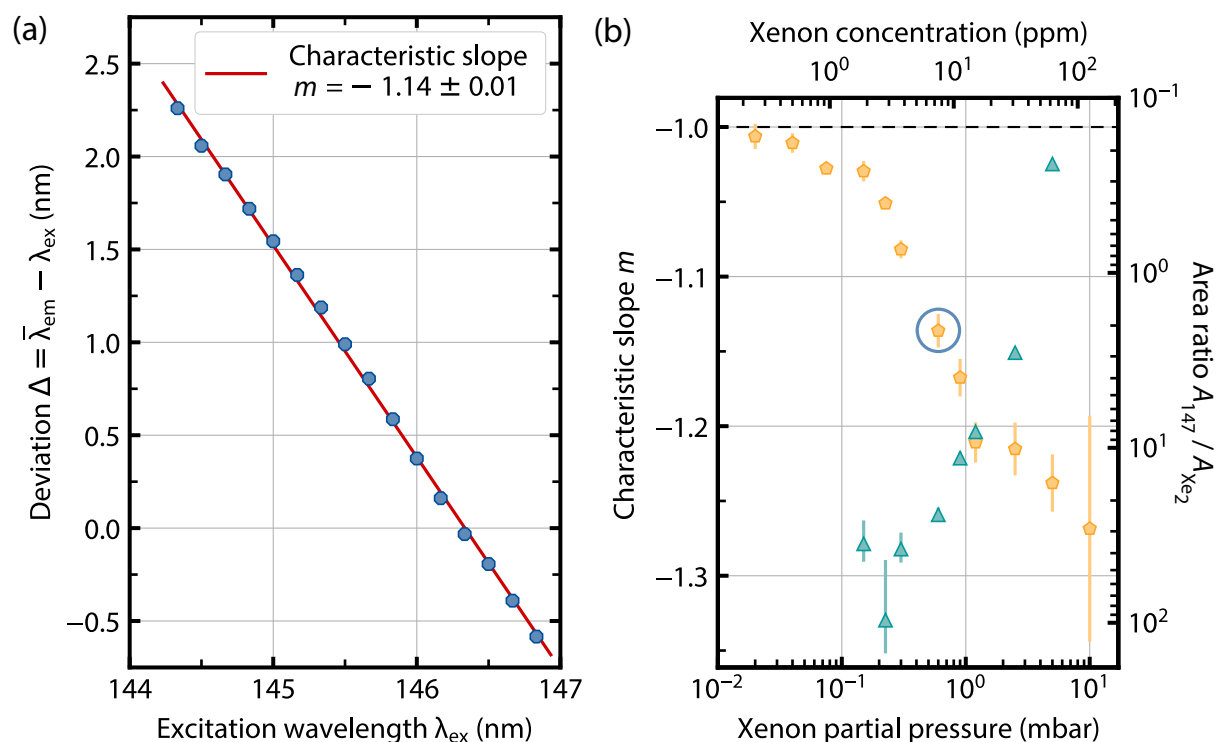 (a)
Characteristic slope
m = − 1.14 ± 0.01
2.5
2.0
1.5
1.0
0.5
0.0
−0.5
Deviation Δ = λ̄em − λex (nm)
144 145 146 147
Excitation wavelength λex (nm)
(b)
Xenon concentration (ppm)
10⁰ 10¹ 10²
−1.0
−1.1
−1.2
−1.3
Characteristic slope m
10⁻¹
10⁰
10¹
10²
Area ratio A147 / AXe2
10⁻² 10⁻¹ 10⁰ 10¹
Xenon partial pressure (mbar)